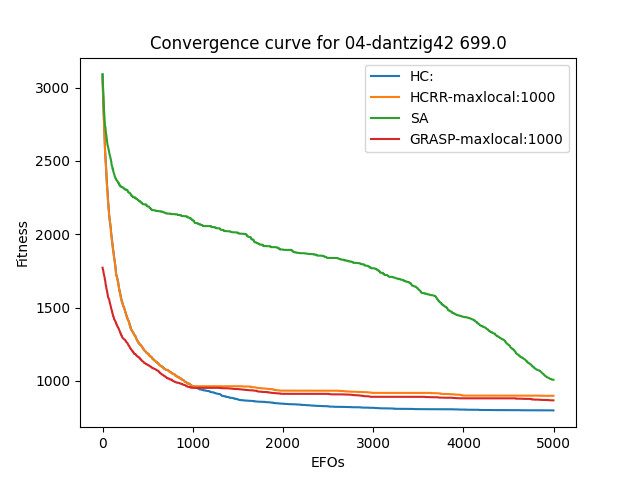 Convergence curve for 04-dantzig42 699.0
HC:
HCRR-maxlocal:1000
SA
GRASP-maxlocal:1000
Fitness
3000
2500
2000
1500
1000
0 1000 2000 3000 4000 5000
EFOs